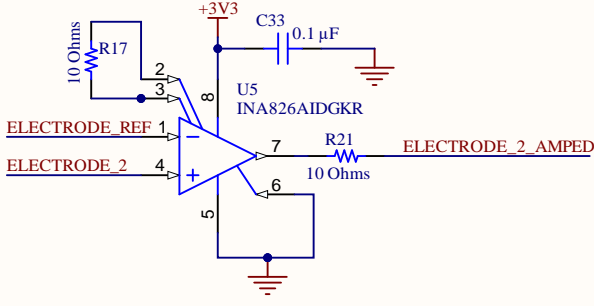 +3V3
C33
0.1 µF
10 Ohms
R17
2
3
8
U5
INA826AIDGKR
ELECTRODE_REF
1
7
R21
ELECTRODE_2_AMPED
10 Ohms
ELECTRODE_2
4
6
5